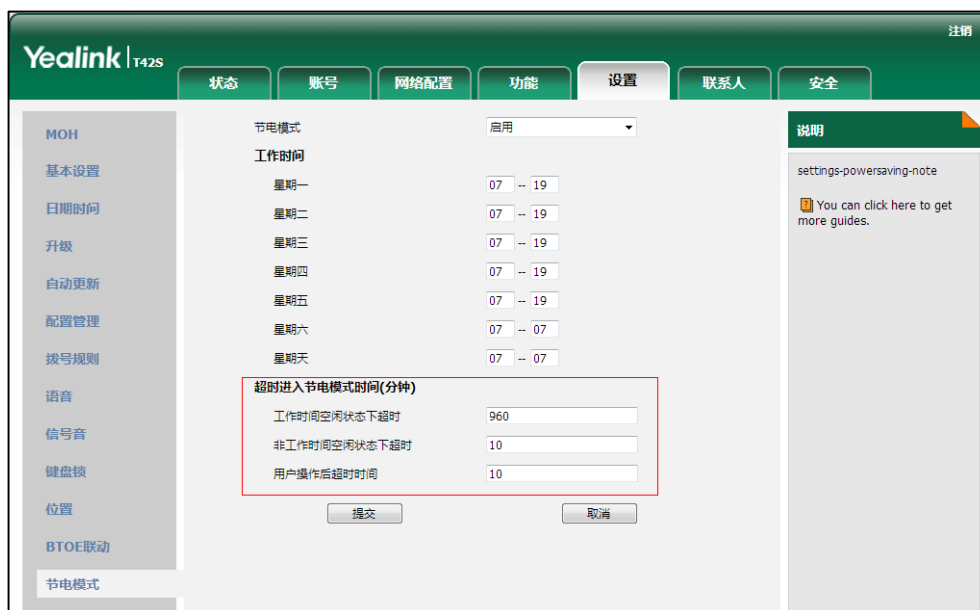 注销
Yealink T42S
状态 账号 网络配置 功能 设置 联系人 安全
MOH
基本设置
日期时间
升级
自动更新
配置管理
拨号规则
语音
信号音
键盘锁
位置
BTOE联动
节电模式
节电模式 启用
工作时间
星期一 07 -- 19
星期二 07 -- 19
星期三 07 -- 19
星期四 07 -- 19
星期五 07 -- 19
星期六 07 -- 07
星期天 07 -- 07
超时进入节电模式时间(分钟)
工作时间空闲状态下超时 960
非工作时间空闲状态下超时 10
用户操作后超时时间 10
提交 取消
说明
settings-powersaving-note
You can click here to get
more guides.